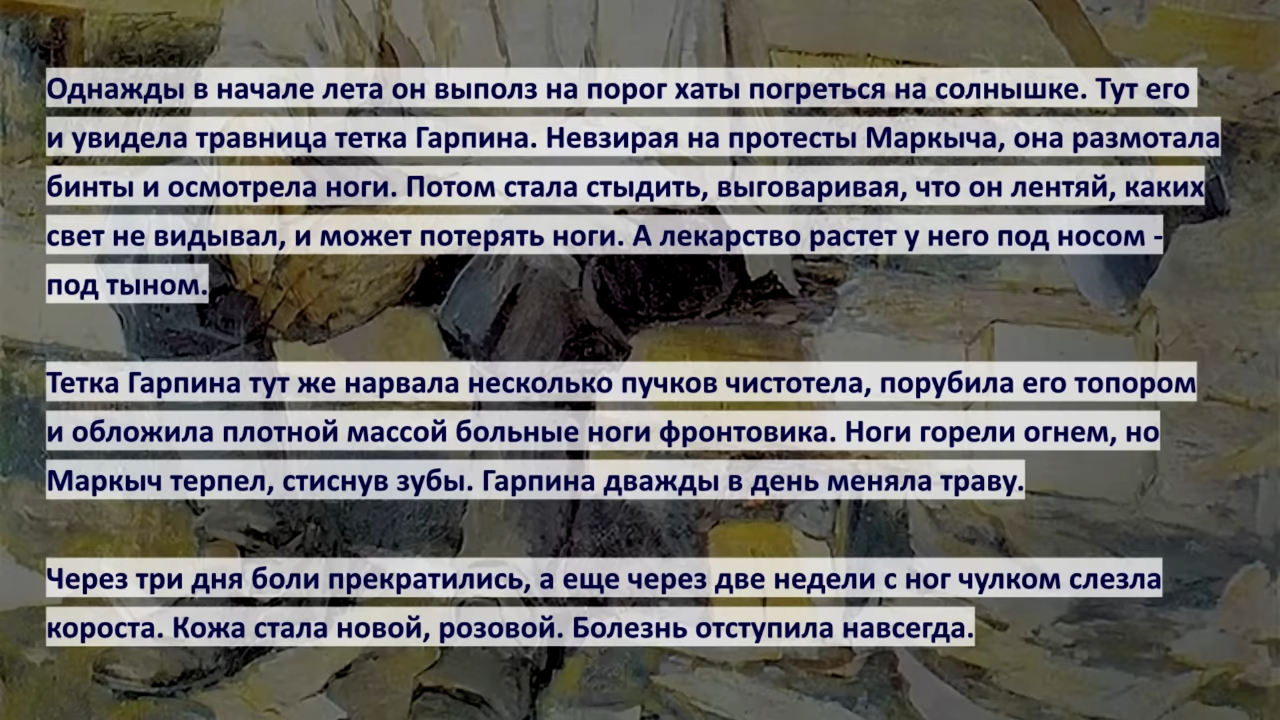 Однажды в начале лета он выполз на порог хаты погреться на солнышке. Тут его
и увидела травница тетка Гарпина. Невзирая на протесты Маркыча, она размотала
бинты и осмотрела ноги. Потом стала стыдить, выговаривая, что он лентяй, каких
свет не видывал, и может потерять ноги. А лекарство растет у него под носом -
под тыном.
Тетка Гарпина тут же нарвала несколько пучков чистотела, порубила его топором
и обложила плотной массой больные ноги фронтовика. Ноги горели огнем, но
Маркыч терпел, стиснув зубы. Гарпина дважды в день меняла траву.
Через три дня боли прекратились, а еще через две недели с ног чулком слезла
короста. Кожа стала новой, розовой. Болезнь отступила навсегда.